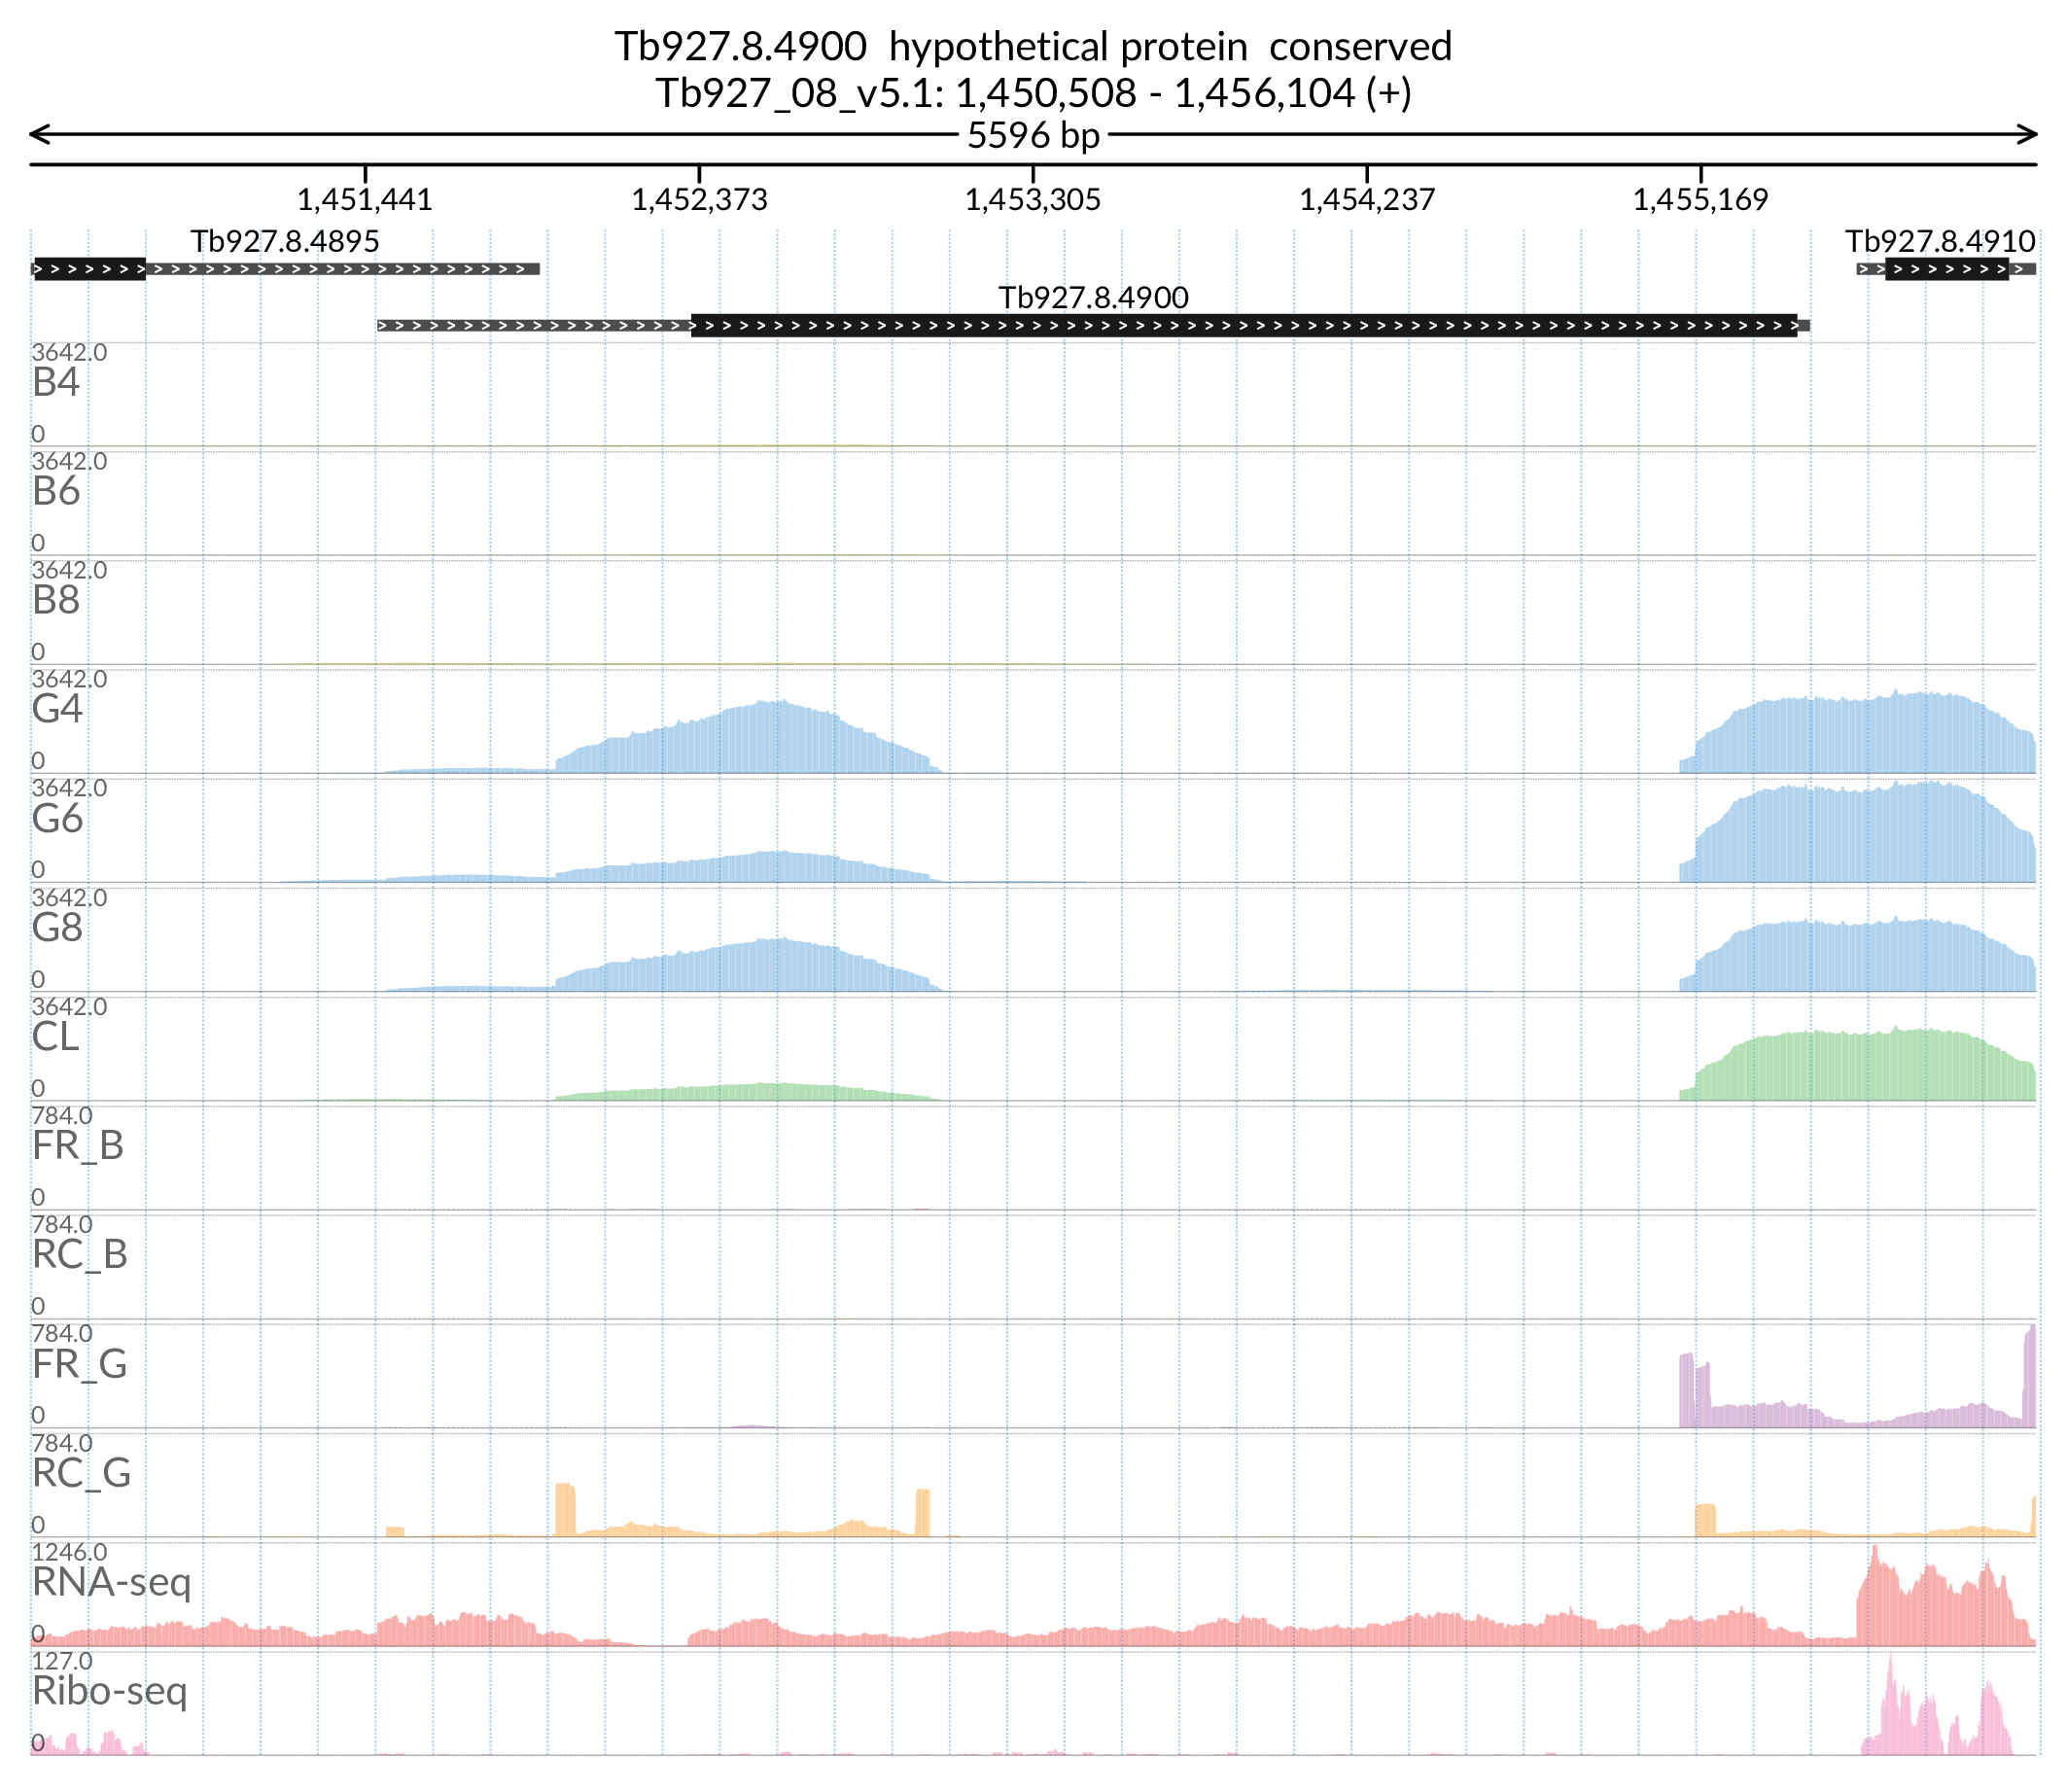 Tb927.8.4900 hypothetical protein conserved
Tb927_08_v5.1: 1,450,508 - 1,456,104 (+)
5596 bp
1,451,441 1,452,373 1,453,305 1,454,237 1,455,169
Tb927.8.4895 Tb927.8.4910
Tb927.8.4900
3642.0
B4
0
3642.0
B6
0
3642.0
B8
0
3642.0
G4
0
3642.0
G6
0
3642.0
G8
0
3642.0
CL
0
784.0
FR_B
0
784.0
RC_B
0
784.0
FR_G
0
784.0
RC_G
0
1246.0
RNA-seq
0
127.0
Ribo-seq
0